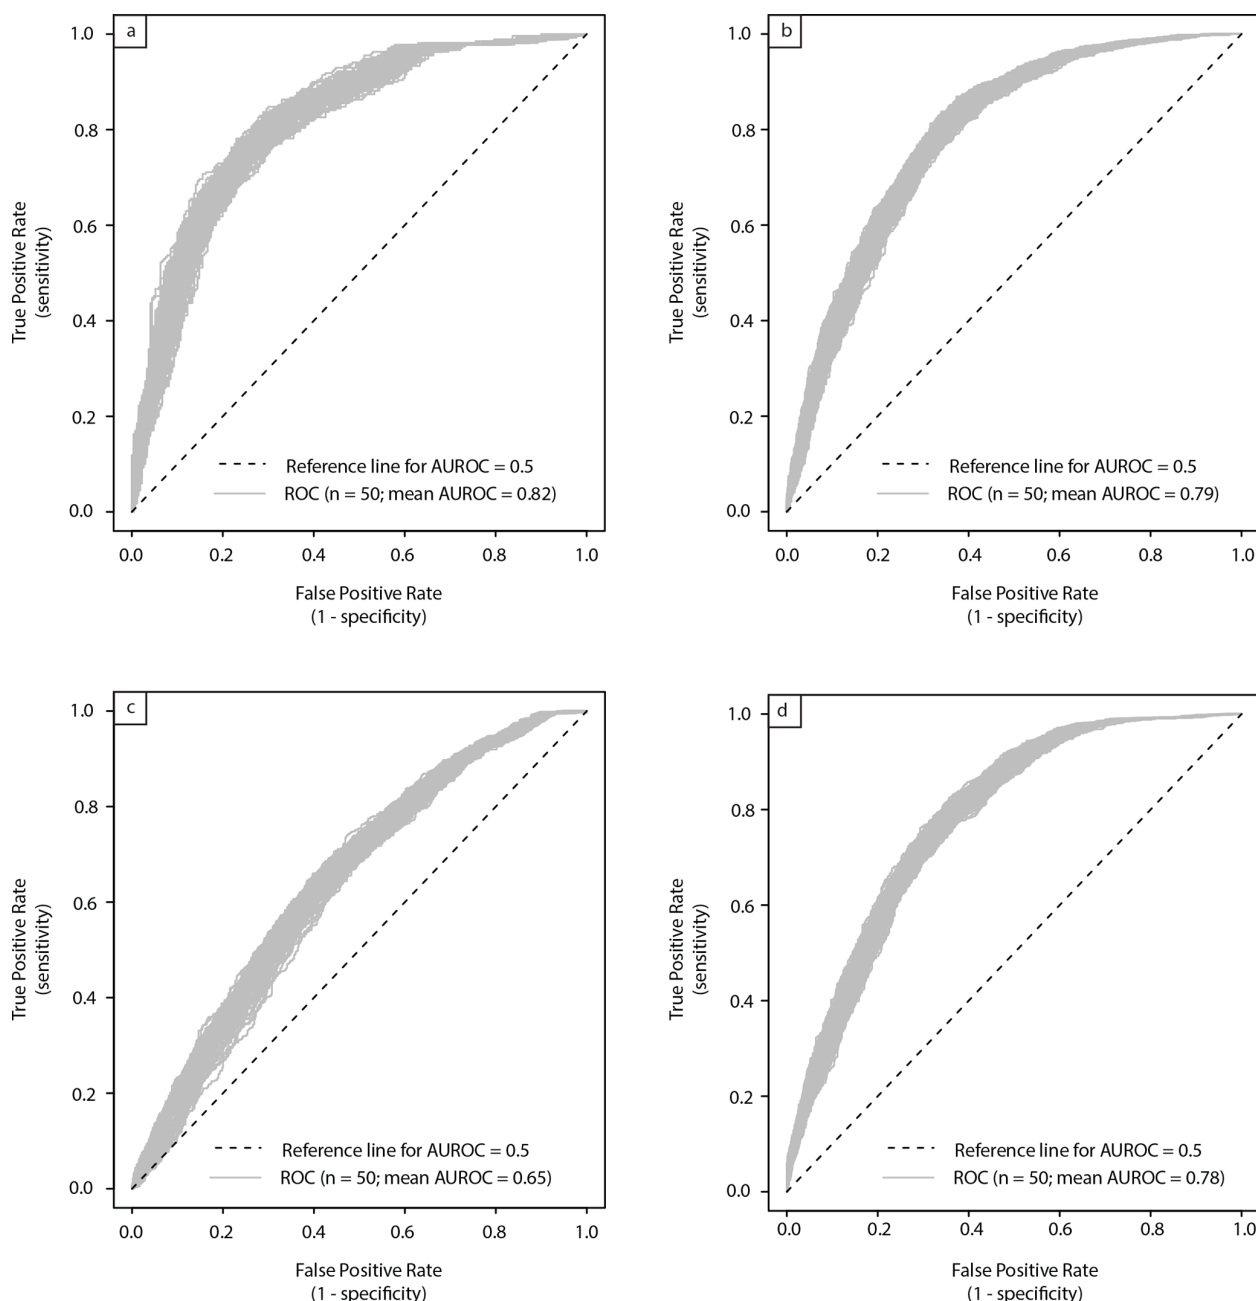 a
1.0
0.8
0.6
0.4
0.2
0.0
True Positive Rate
(sensitivity)
Reference line for AUROC = 0.5
ROC (n = 50; mean AUROC = 0.82)
0.0 0.2 0.4 0.6 0.8 1.0
False Positive Rate
(1 - specificity)
b
1.0
0.8
0.6
0.4
0.2
0.0
True Positive Rate
(sensitivity)
Reference line for AUROC = 0.5
ROC (n = 50; mean AUROC = 0.79)
0.0 0.2 0.4 0.6 0.8 1.0
False Positive Rate
(1 - specificity)
c
1.0
0.8
0.6
0.4
0.2
0.0
True Positive Rate
(sensitivity)
Reference line for AUROC = 0.5
ROC (n = 50; mean AUROC = 0.65)
0.0 0.2 0.4 0.6 0.8 1.0
False Positive Rate
(1 - specificity)
d
1.0
0.8
0.6
0.4
0.2
0.0
True Positive Rate
(sensitivity)
Reference line for AUROC = 0.5
ROC (n = 50; mean AUROC = 0.78)
0.0 0.2 0.4 0.6 0.8 1.0
False Positive Rate
(1 - specificity)